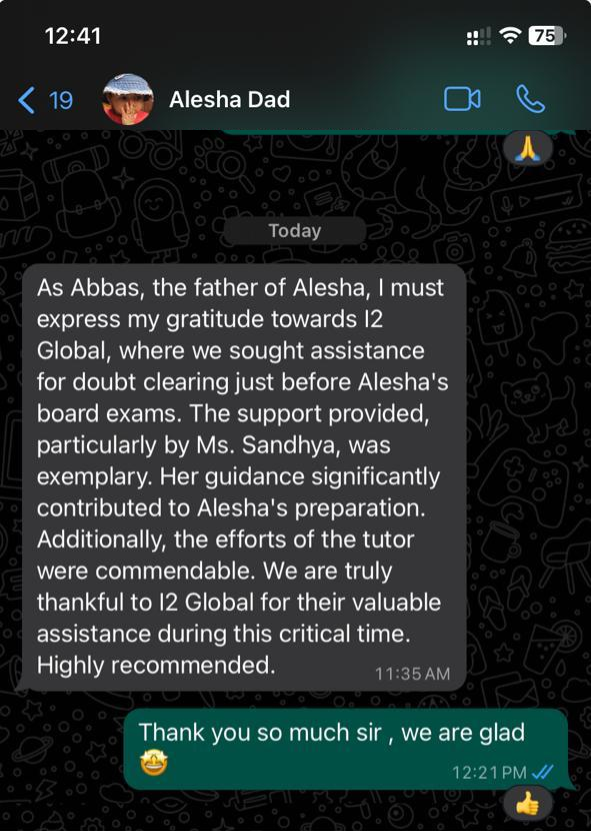 12:41
75
19
Alesha Dad
Today
As Abbas, the father of Alesha, I must
express my gratitude towards I2
Global, where we sought assistance
for doubt clearing just before Alesha's
board exams. The support provided,
particularly by Ms. Sandhya, was
exemplary. Her guidance significantly
contributed to Alesha's preparation.
Additionally, the efforts of the tutor
were commendable. We are truly
thankful to I2 Global for their valuable
assistance during this critical time.
Highly recommended.
11:35 AM
Thank you so much sir , we are glad
🤩
12:21 PM